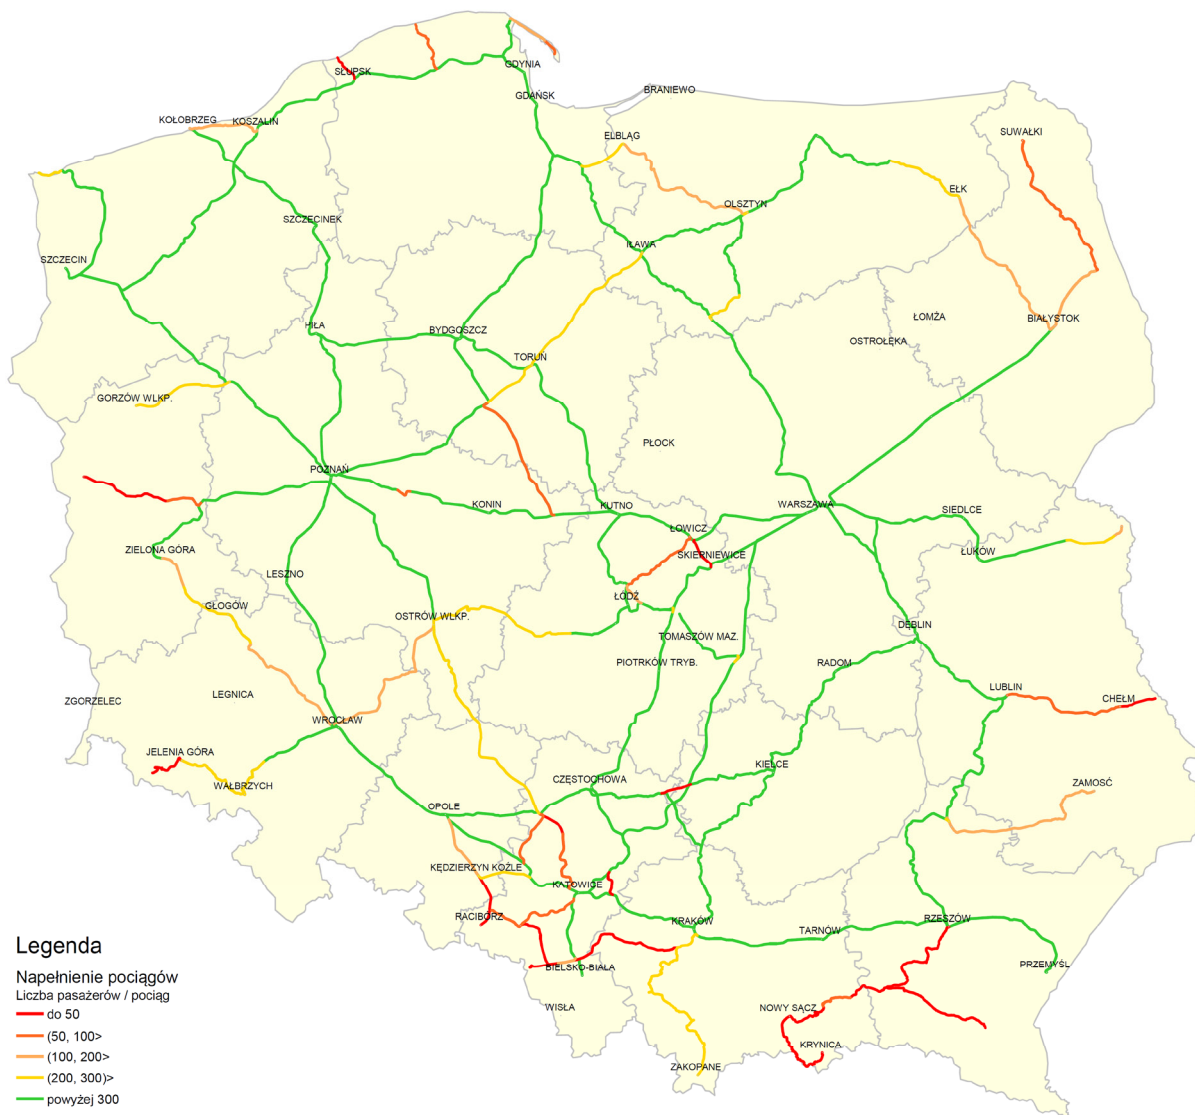 SŁUPSK
GDYNIA
GDAŃSK
BRANIEWO
KOŁOBRZEG
KOSZALIN
ELBLĄG
SUWAŁKI
EŁK
OLSZTYN
SZCZECINEK
IŁAWA
SZCZECIN
ŁOMŻA
BIAŁYSTOK
PIŁA
BYDGOSZCZ
OSTROŁĘKA
TORUŃ
GORZÓW WLKP.
PŁOCK
POZNAŃ
KONIN
KUTNO
WARSZAWA
SIEDLCE
ŁOWICZ
ZIELONA GÓRA
SKIERNIEWICE
ŁUKÓW
LESZNO
ŁÓDŹ
GŁOGÓW
OSTRÓW WLKP.
DĘBLIN
TOMASZÓW MAZ.
PIOTRKÓW TRYB.
RADOM
LEGNICA
LUBLIN
CHEŁM
ZGORZELEC
WROCŁAW
JELENIA GÓRA
KIELCE
CZĘSTOCHOWA
WAŁBRZYCH
ZAMOŚĆ
OPOLE
KĘDZIERZYN KOŹLE
KATOWICE
RACIBÓRZ
KRAKÓW
TARNÓW
RZESZÓW
BIELSKO-BIAŁA
PRZEMYŚL
WISŁA
NOWY SĄCZ
KRYNICA
ZAKOPANE
Legenda
Napełnienie pociągów
Liczba pasażerów / pociąg
do 50
(50, 100>
(100, 200>
(200, 300)>
powyżej 300